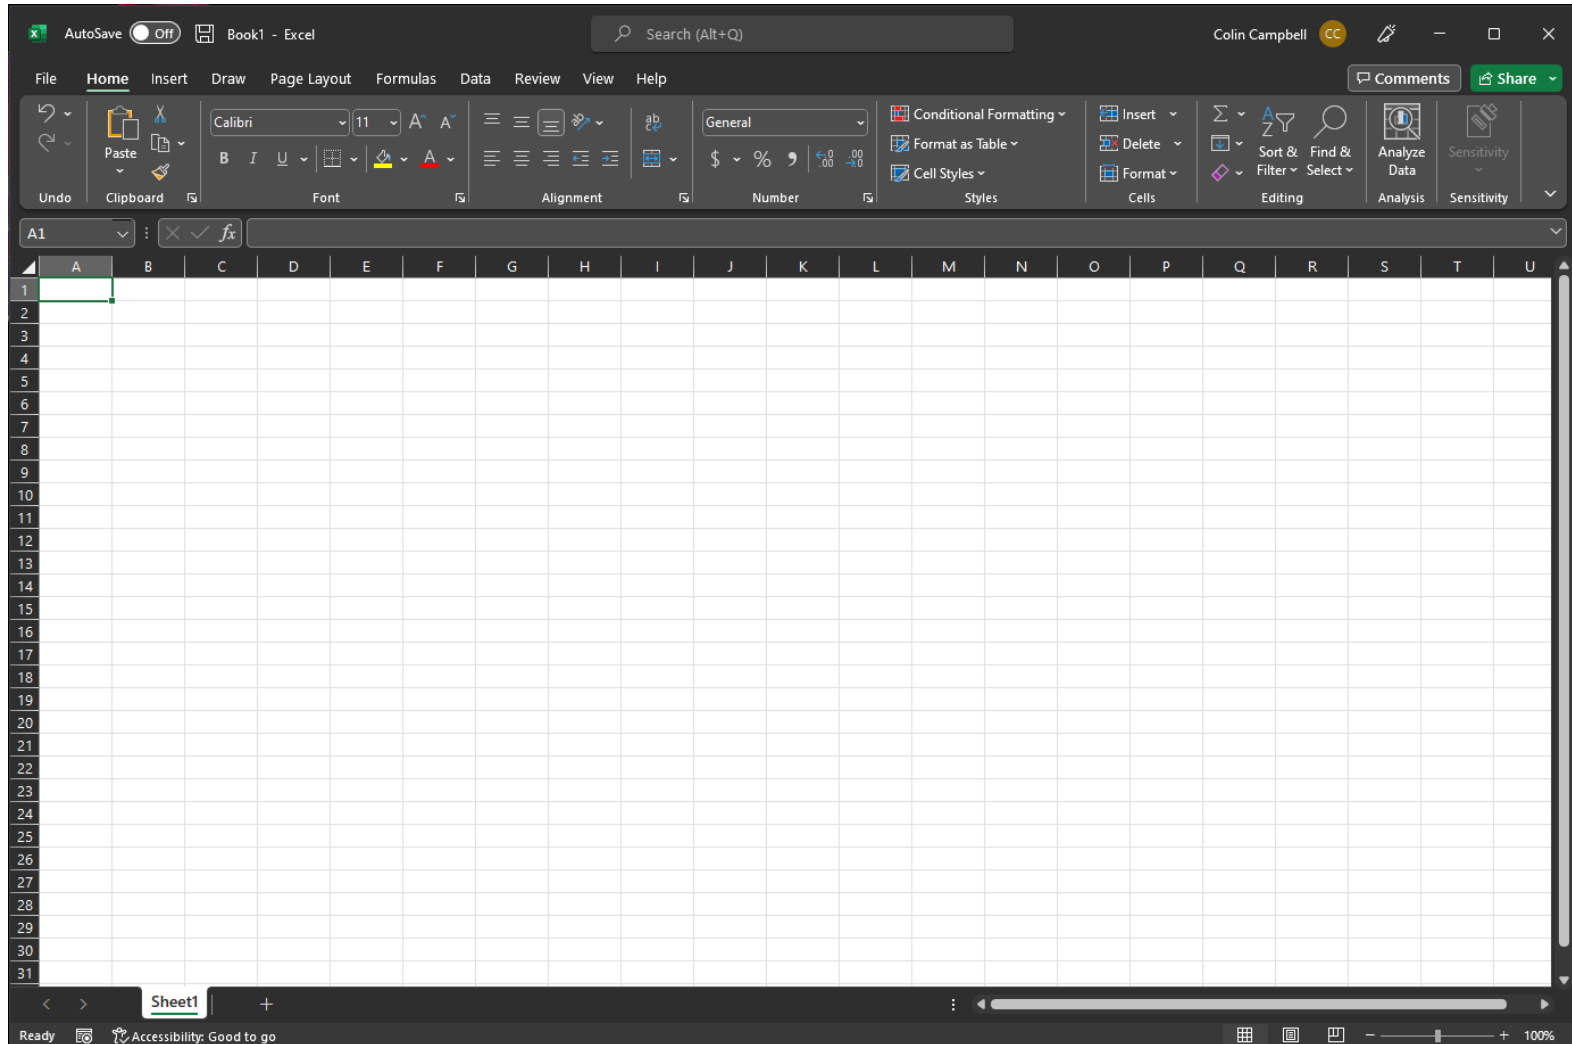 AutoSave Off Book1 - Excel Search (Alt+Q) Colin Campbell CC
File Home Insert Draw Page Layout Formulas Data Review View Help Comments Share
Calibri 11 A A ab General Conditional Formatting Insert Σ A
c Z
Format as Table Delete
Paste B I U A $ % , .00 .00 Sort & Find & Analyze Sensitivity
Cell Styles Format Filter Select Data
Undo Clipboard Font Alignment Number Styles Cells Editing Analysis Sensitivity
A1 fx
A B C D E F G H I J K L M N O P Q R S T U
1
2
3
4
5
6
7
8
9
10
11
12
13
14
15
16
17
18
19
20
21
22
23
24
25
26
27
28
29
30
31
Sheet1 +
Ready Accessibility: Good to go - + 100%